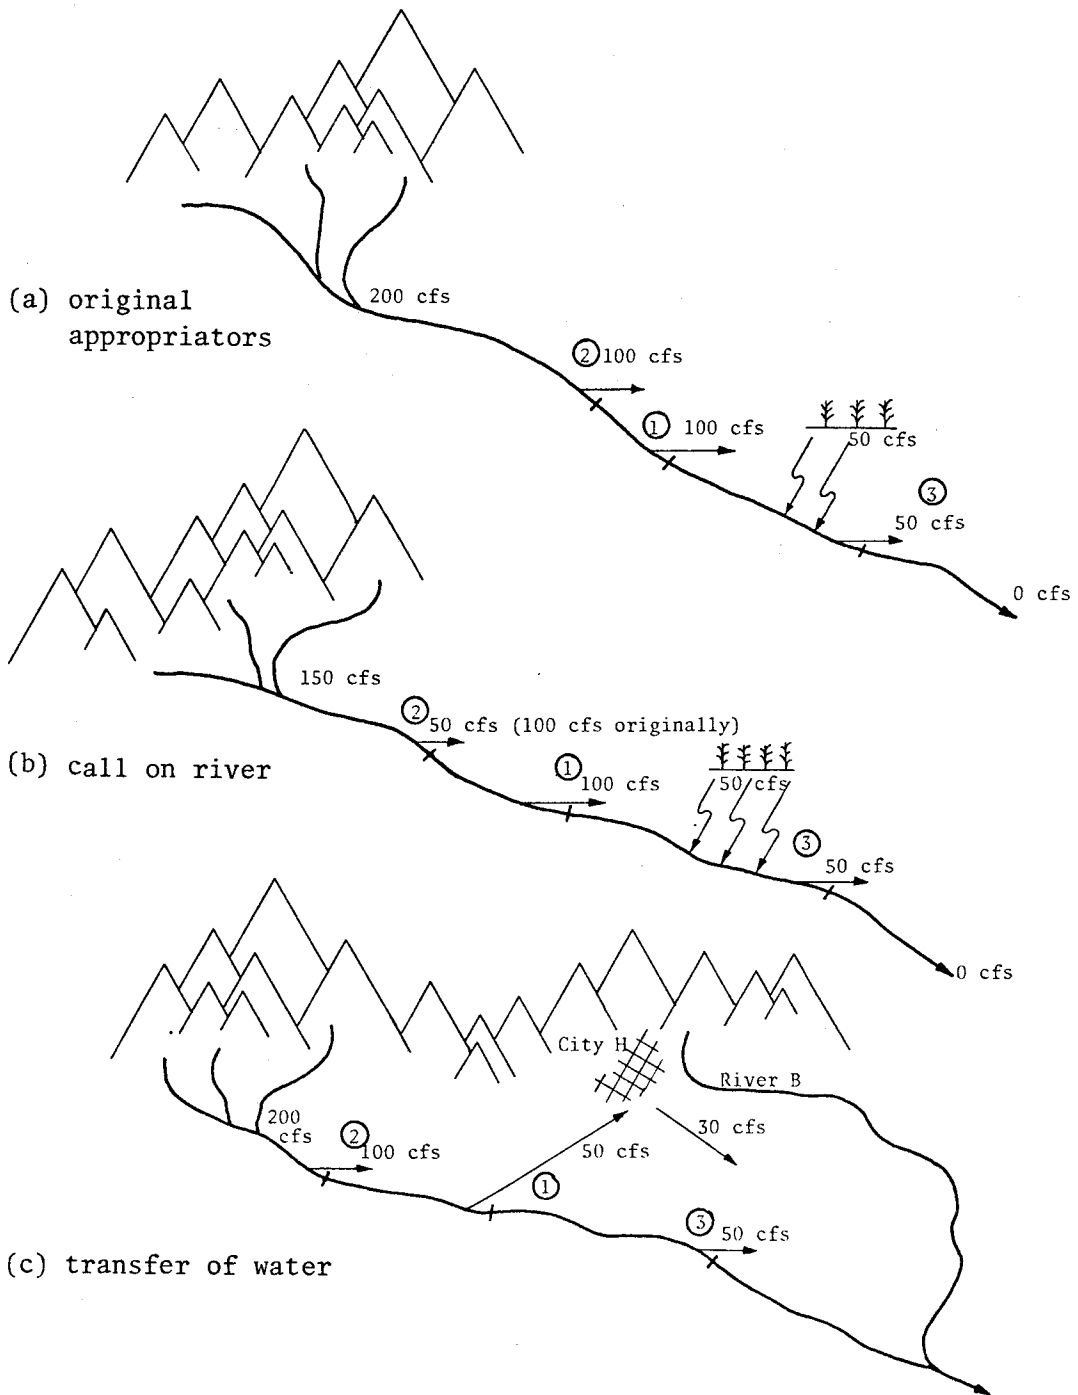 200 cfs
(a) original
appropriators
② 100 cfs
① 100 cfs
50 cfs
③
50 cfs
0 cfs
150 cfs
② 50 cfs (100 cfs originally)
(b) call on river
① 100 cfs
50 cfs
③
50 cfs
0 cfs
City H
River B
200
cfs
② 100 cfs
30 cfs
50 cfs
①
③ 50 cfs
(c) transfer of water